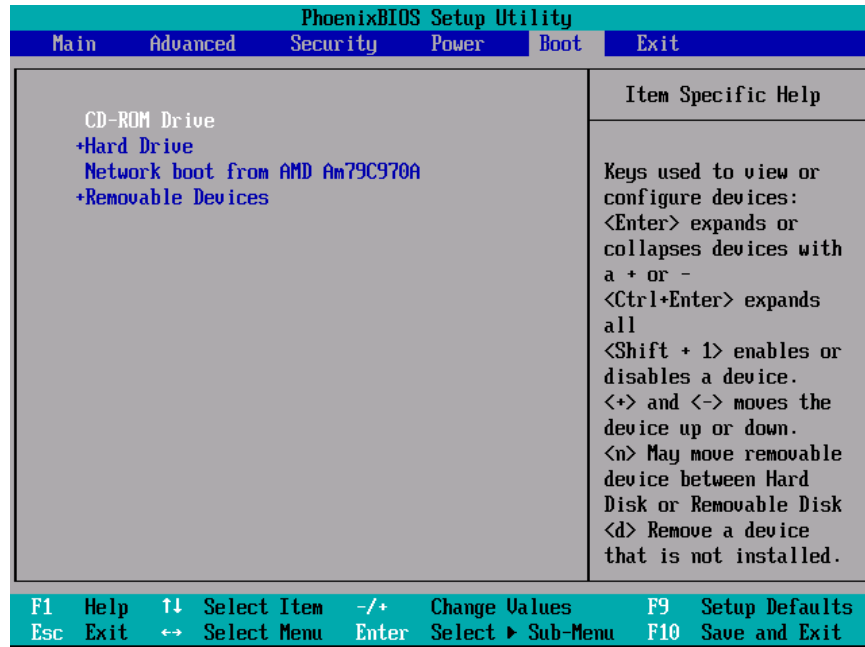 PhoenixBIOS Setup Utility
Main Advanced Security Power Boot Exit
CD-ROM Drive
+Hard Drive
Network boot from AMD Am79C970A
+Removable Devices
Item Specific Help
Keys used to view or
configure devices:
<Enter> expands or
collapses devices with
a + or -
<Ctrl+Enter> expands
all
<Shift + 1> enables or
disables a device.
<+> and <-> moves the
device up or down.
<n> May move removable
device between Hard
Disk or Removable Disk
<d> Remove a device
that is not installed.
F1 Help ↑↓ Select Item -/+ Change Values F9 Setup Defaults
Esc Exit ↔ Select Menu Enter Select ▶ Sub-Menu F10 Save and Exit